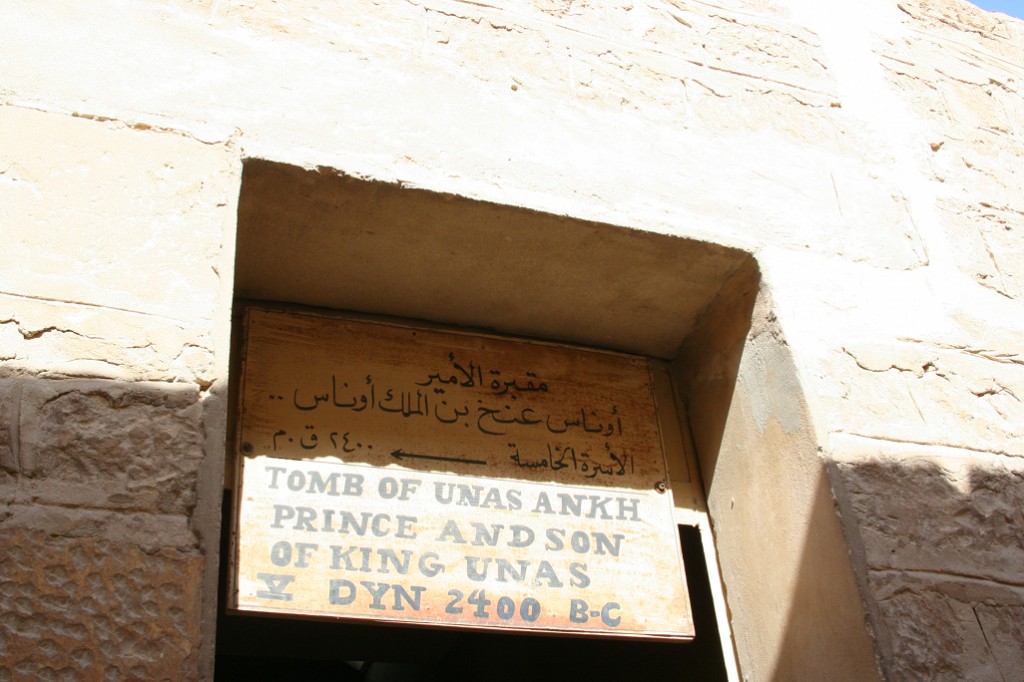 مقبرة الأمير
أوناس عنخ بن الملك أوناس ..
الأسرة الخامسة ← ٢٤٠٠ ق.م
TOMB OF UNAS ANKH
PRINCE AND SON
OF KING UNAS
V DYN 2400 B-C